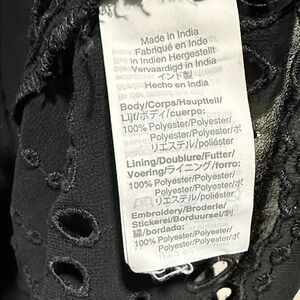 Made in India
Fabriqué en Inde
In Indien Hergestellt
Vervaardigd in India
インド製
Hecho en India
Body/Corps/Hauptteil/
Lijf/ボディ/cuerpo:
100% Polyester/Polyester/
Polyester/Polyester/ポ
リエステル/poliéster
Lining/Doublure/Futter/
Voering/ライニング/forro:
100% Polyester/Polyester/
Polyester/Polyester/ポ
リエステル/poliéster
Embroidery/Broderie/
Stickerei/Borduursel/刺
繍/bordado:
100% Polyester/Polyester/
Polyester/Polyester/ポ